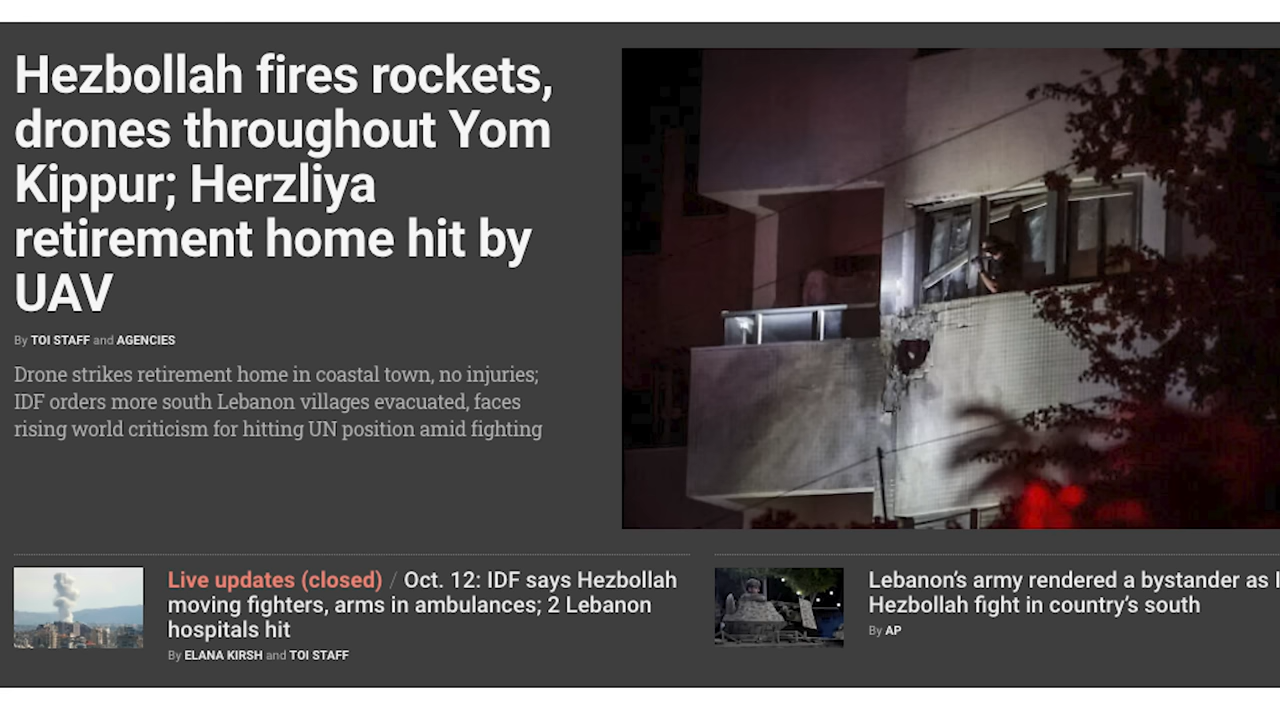 Hezbollah fires rockets,
drones throughout Yom
Kippur; Herzliya
retirement home hit by
UAV
By TOI STAFF and AGENCIES
Drone strikes retirement home in coastal town, no injuries;
IDF orders more south Lebanon villages evacuated, faces
rising world criticism for hitting UN position amid fighting
Live updates (closed) / Oct. 12: IDF says Hezbollah
moving fighters, arms in ambulances; 2 Lebanon
hospitals hit
By ELANA KIRSH and TOI STAFF
Lebanon's army rendered a bystander as
Hezbollah fight in country's south
By AP